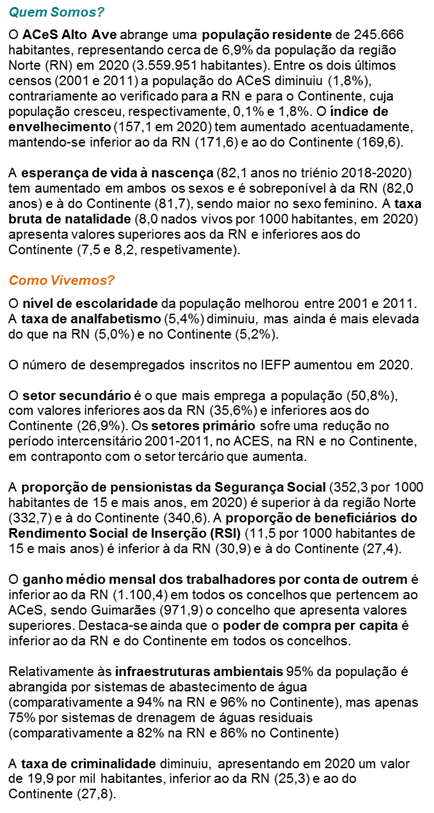 Quem Somos?
O ACeS Alto Ave abrange uma população residente de 245.666
habitantes, representando cerca de 6,9% da população da região
Norte (RN) em 2020 (3.559.951 habitantes). Entre os dois últimos
censos (2001 e 2011) a população do ACeS diminuiu (1,8%),
contrariamente ao verificado para a RN e para o Continente, cuja
população cresceu, respectivamente, 0,1% e 1,8%. O índice de
envelhecimento (157,1 em 2020) tem aumentado acentuadamente,
mantendo-se inferior ao da RN (171,6) e ao do Continente (169,6).
A esperança de vida à nascença (82,1 anos no triénio 2018-2020)
tem aumentado em ambos os sexos e é sobreponível à da RN (82,0
anos) e à do Continente (81,7), sendo maior no sexo feminino. A taxa
bruta de natalidade (8,0 nados vivos por 1000 habitantes, em 2020)
apresenta valores superiores aos da RN e inferiores aos do
Continente (7,5 e 8,2, respetivamente).
Como Vivemos?
O nível de escolaridade da população melhorou entre 2001 e 2011.
A taxa de analfabetismo (5,4%) diminuiu, mas ainda é mais elevada
do que na RN (5,0%) e no Continente (5,2%).
O número de desempregados inscritos no IEFP aumentou em 2020.
O setor secundário é o que mais emprega a população (50,8%),
com valores inferiores aos da RN (35,6%) e inferiores aos do
Continente (26,9%). Os setores primário sofre uma redução no
período intercensitário 2001-2011, no ACES, na RN e no Continente,
em contraponto com o setor tercário que aumenta.
A proporção de pensionistas da Segurança Social (352,3 por 1000
habitantes de 15 e mais anos, em 2020) é superior à da região Norte
(332,7) e à do Continente (340,6). A proporção de beneficiários do
Rendimento Social de Inserção (RSI) (11,5 por 1000 habitantes de
15 e mais anos) é inferior à da RN (30,9) e à do Continente (27,4).
O ganho médio mensal dos trabalhadores por conta de outrem é
inferior ao da RN (1.100,4) em todos os concelhos que pertencem ao
ACeS, sendo Guimarães (971,9) o concelho que apresenta valores
superiores. Destaca-se ainda que o poder de compra per capita é
inferior ao da RN e do Continente em todos os concelhos.
Relativamente às infraestruturas ambientais 95% da população é
abrangida por sistemas de abastecimento de água
(comparativamente a 94% na RN e 96% no Continente), mas apenas
75% por sistemas de drenagem de águas residuais
(comparativamente a 82% na RN e 86% no Continente)
A taxa de criminalidade diminuiu, apresentando em 2020 um valor
de 19,9 por mil habitantes, inferior ao da RN (25,3) e ao do
Continente (27,8).